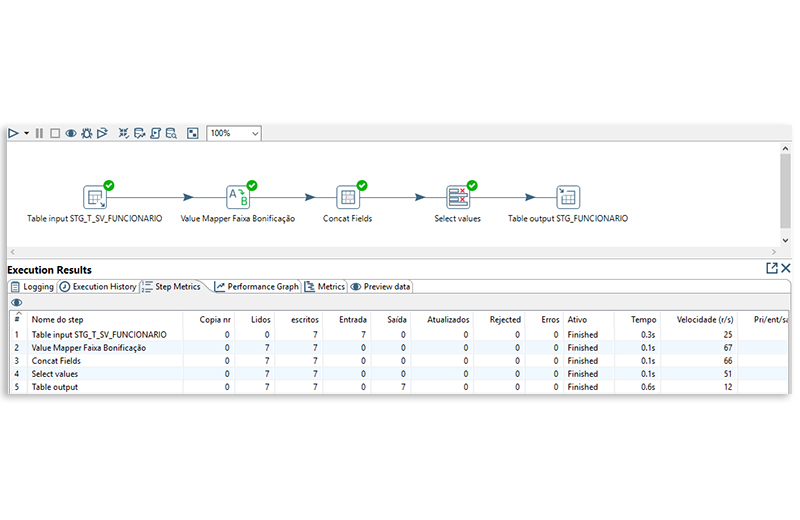 100%
A
B
Table input STG_T_SV_FUNCIONARIO Value Mapper Faixa Bonificação Concat Fields Select values Table output STG_FUNCIONARIO
Execution Results
Logging Execution History Step Metrics Performance Graph Metrics Preview data
# Nome do step Copia nr Lidos escritos Entrada Saída Atualizados Rejected Erros Ativo Tempo Velocidade (r/s) Pri/ent/sa
1 Table input STG_T_SV_FUNCIONARIO 0 0 7 7 0 0 0 0 Finished 0.3s 25
2 Value Mapper Faixa Bonificação 0 7 7 0 0 0 0 0 Finished 0.1s 67
3 Concat Fields 0 7 7 0 0 0 0 0 Finished 0.1s 66
4 Select values 0 7 7 0 0 0 0 0 Finished 0.1s 51
5 Table output 0 7 7 0 7 0 0 0 Finished 0.6s 12